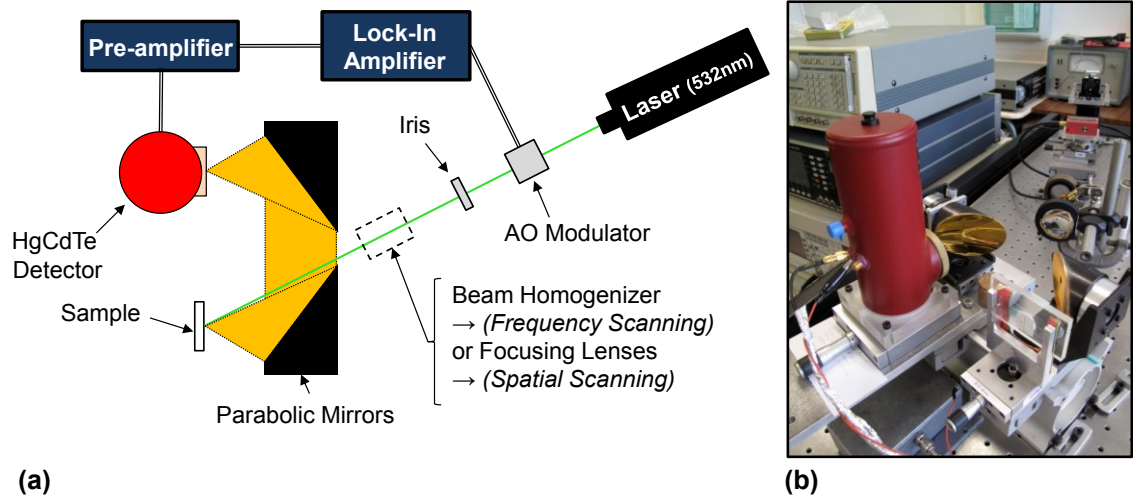 Pre-amplifier
Lock-In
Amplifier
Laser (532nm)
Iris
AO Modulator
HgCdTe
Detector
Sample
Beam Homogenizer
→ (Frequency Scanning)
or Focusing Lenses
→ (Spatial Scanning)
Parabolic Mirrors
(a)
(b)